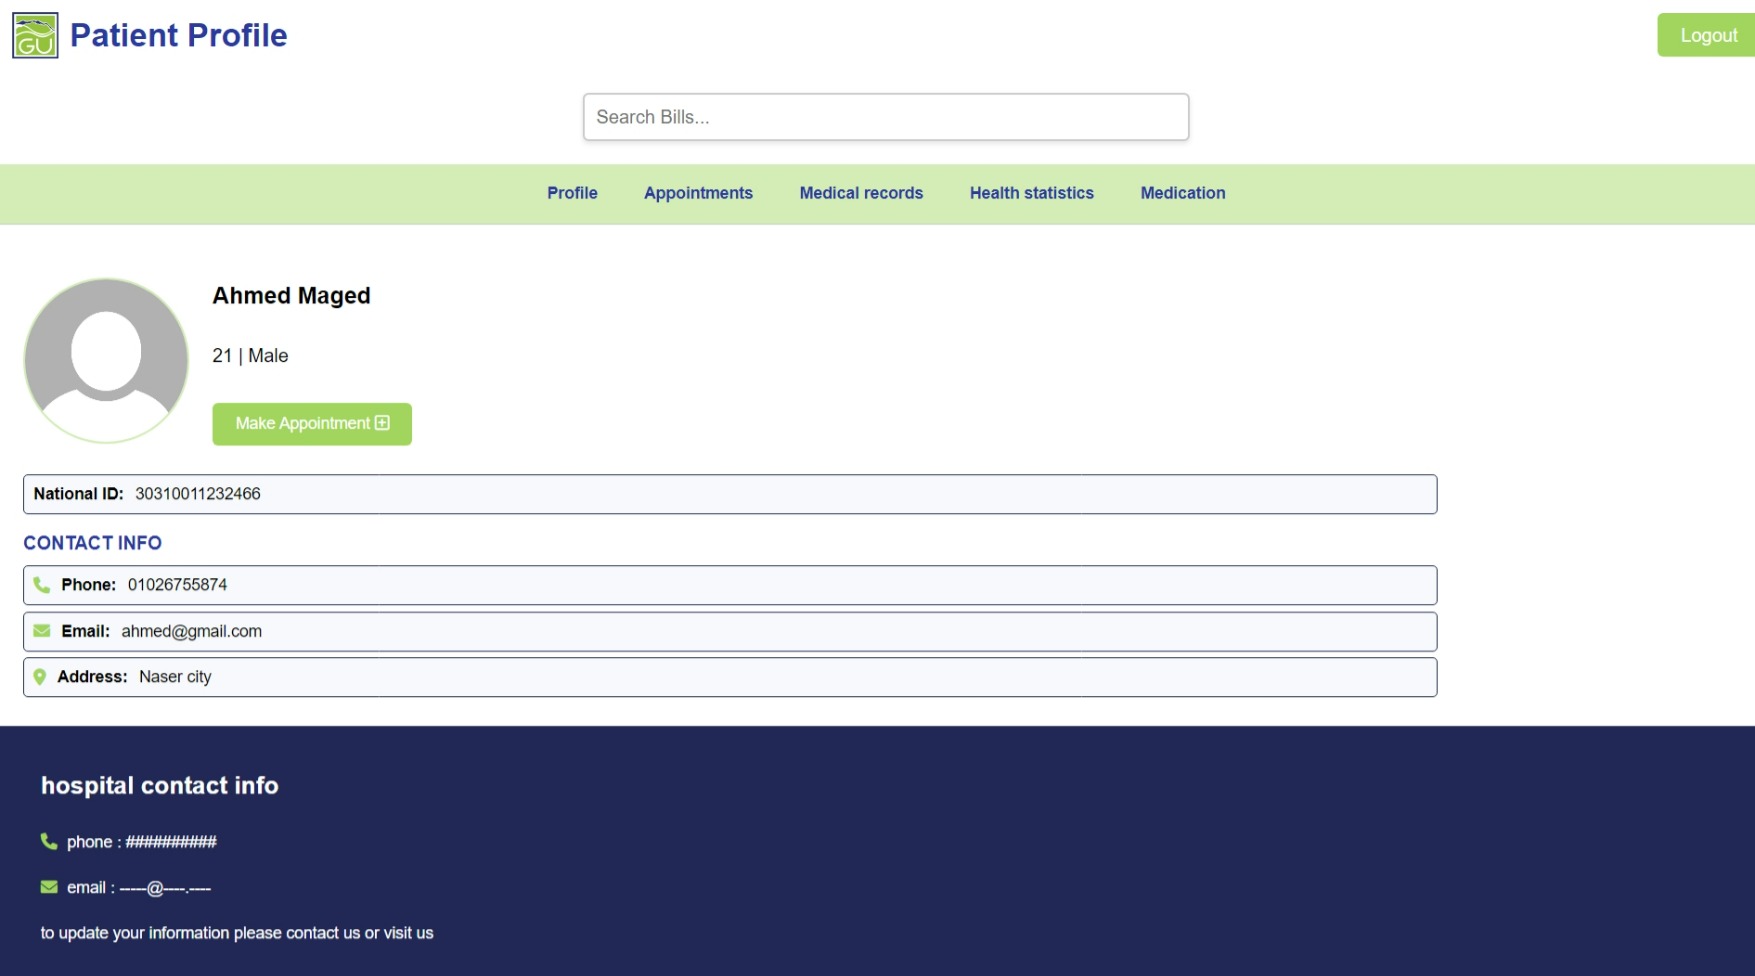 GU
Patient Profile
Logout
Search Bills...
Profile Appointments Medical records Health statistics Medication
Ahmed Maged
21 | Male
Make Appointment
National ID: 30310011232466
CONTACT INFO
Phone: 01026755874
Email: ahmed@gmail.com
Address: Naser city
hospital contact info
phone : ##########
email : -----@----.----
to update your information please contact us or visit us